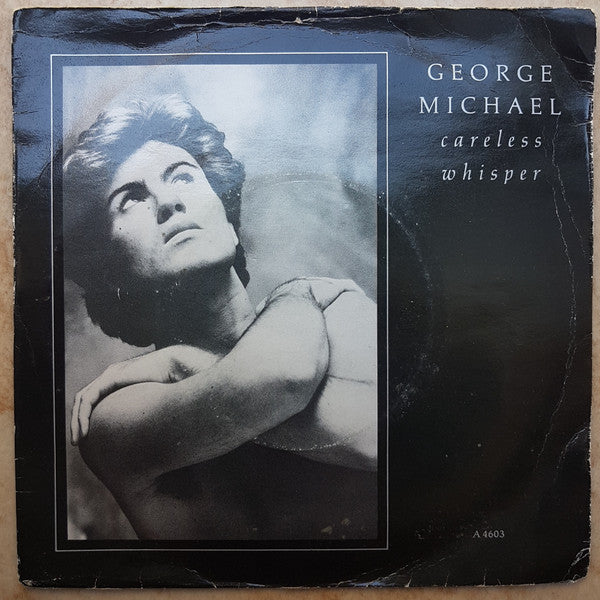 GEORGE
MICHAEL
careless
whisper
A 4603